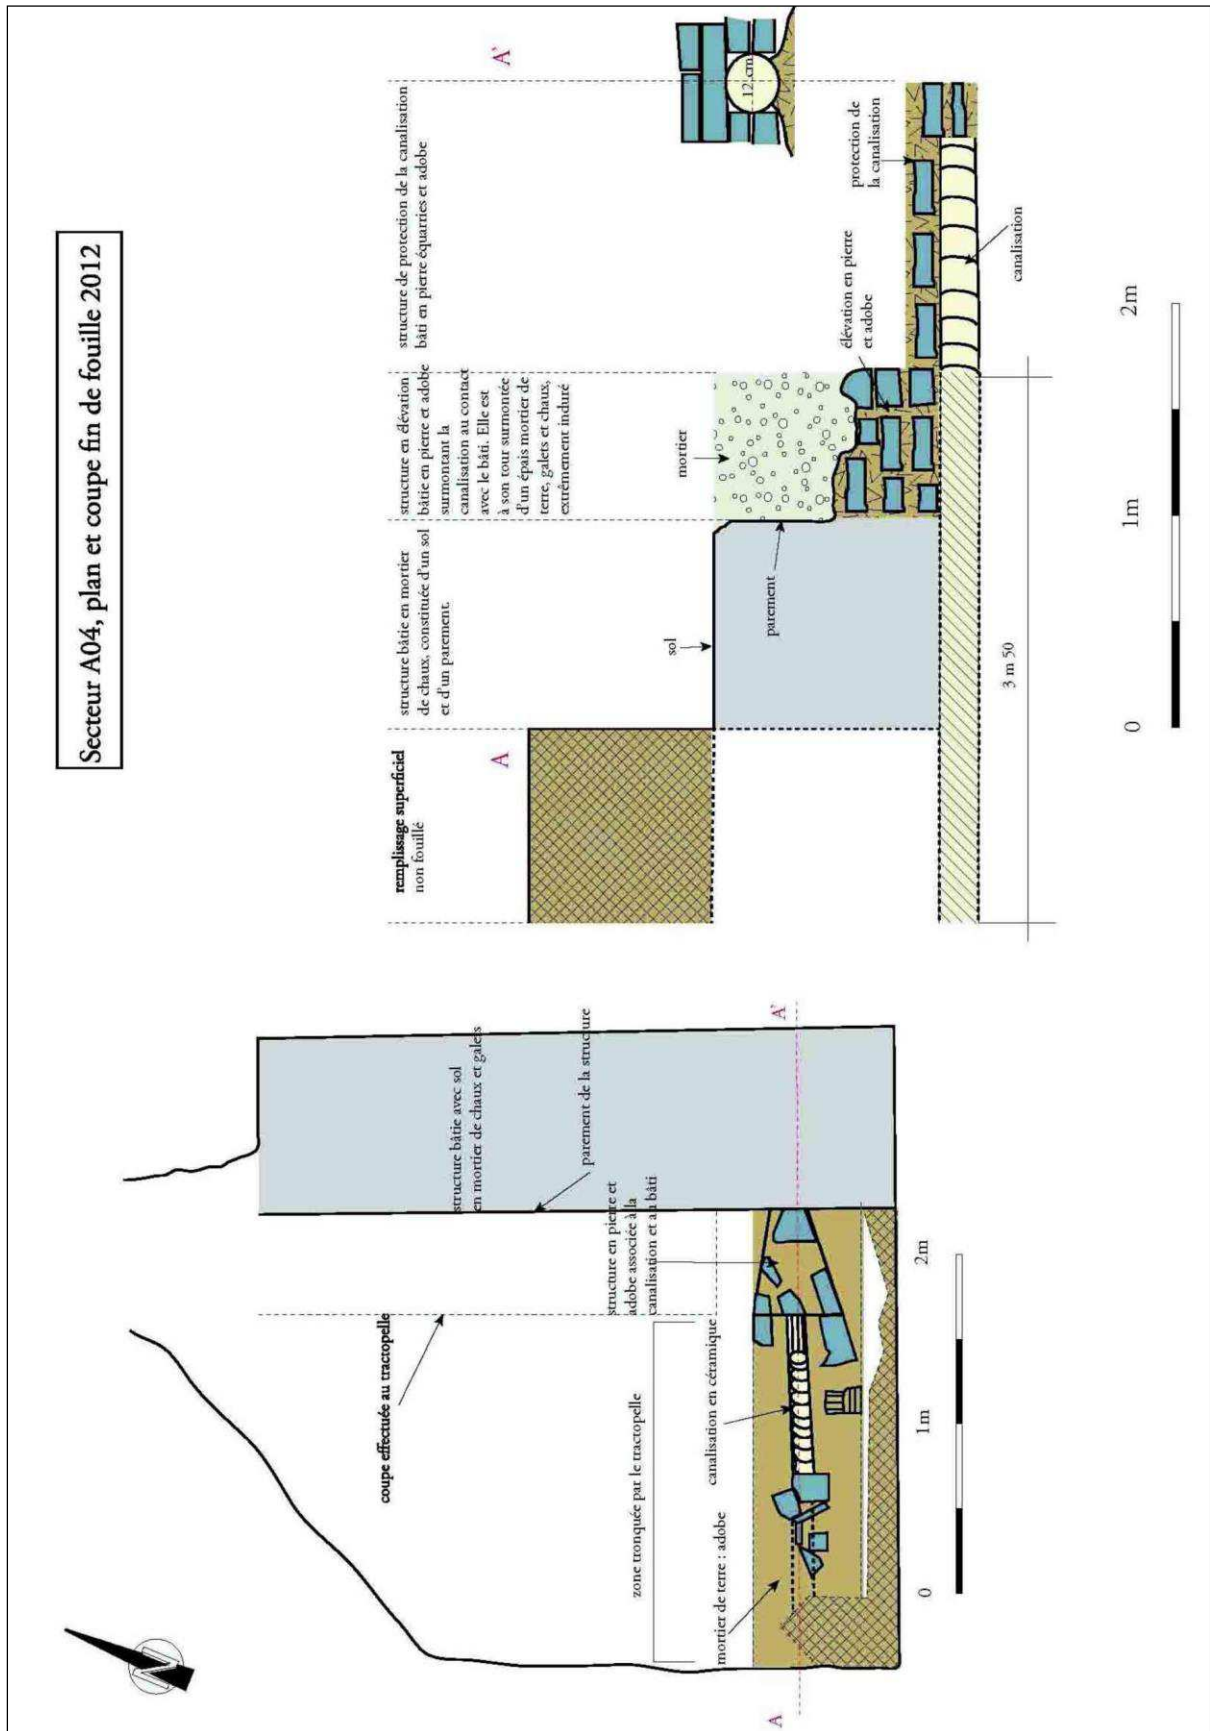 Secteur A04, plan et coupe fin de fouille 2012
N
coupe effectuée au tractopelle
structure bâtie avec sol
en mortier de chaux et galets
parement de la structure
structure en pierre et
adobe associée à la
canalisation et au bâti
zone tronquée par le tractopelle
canalisation en céramique
mortier de terre : adobe
A
A'
0
1m
2m
remplissage superficiel
non fouillé
structure bâtie en mortier
de chaux, constituée d'un sol
et d'un parement.
structure en élévation
bâtie en pierre et adobe
surmontant la
canalisation au contact
avec le bâti. Elle est
à son tour surmontée
d'un épais mortier de
terre, galets et chaux,
extrêmement induré
structure de protection de la canalisation
bâti en pierre équarries et adobe
A
A'
12 cm
sol
parement
mortier
élévation en pierre
et adobe
protection de
la canalisation
canalisation
3 m 50
0
1m
2m